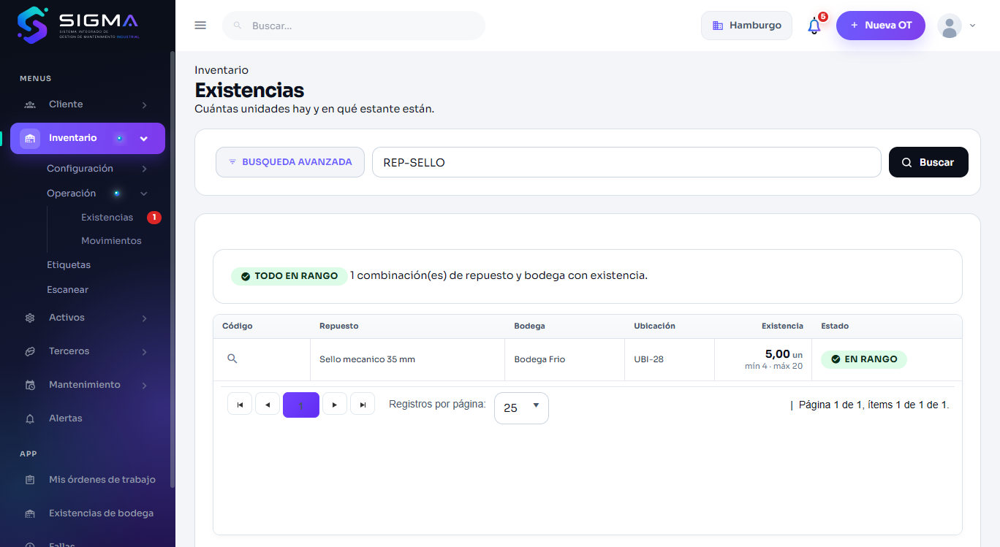 SIGMA
SISTEMA INTEGRADO DE
GESTION DE MANTENIMIENTO INDUSTRIAL
Buscar...
Hamburgo
5
+ Nueva OT
MENUS
Cliente
Inventario
Configuración
Operación
Existencias
1
Movimientos
Etiquetas
Escanear
Activos
Terceros
Mantenimiento
Alertas
APP
Mis órdenes de trabajo
Existencias de bodega
Fallas
Inventario
Existencias
Cuántas unidades hay y en qué estante están.
BUSQUEDA AVANZADA
REP-SELLO
Buscar
TODO EN RANGO 1 combinación(es) de repuesto y bodega con existencia.
Código Repuesto Bodega Ubicación Existencia Estado
Sello mecanico 35 mm Bodega Frio UBI-28 5,00 un EN RANGO
mín 4 · máx 20
1 Registros por página: 25 | Página 1 de 1, ítems 1 de 1 de 1.